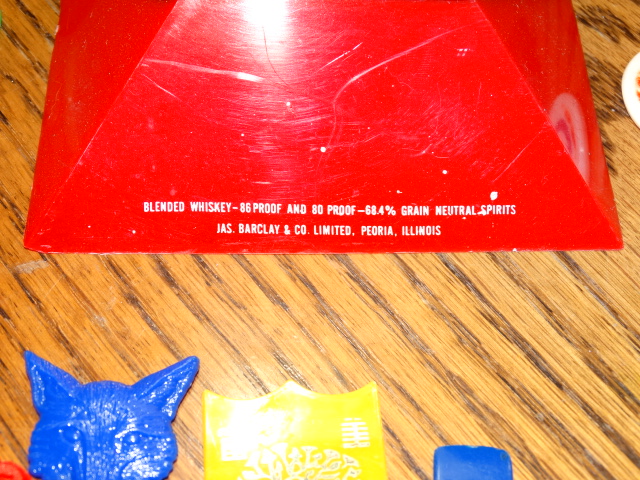 BLENDED WHISKEY-86 PROOF AND 80 PROOF-68.4% GRAIN NEUTRAL SPIRITS
JAS. BARCLAY & CO. LIMITED, PEORIA, ILLINOIS